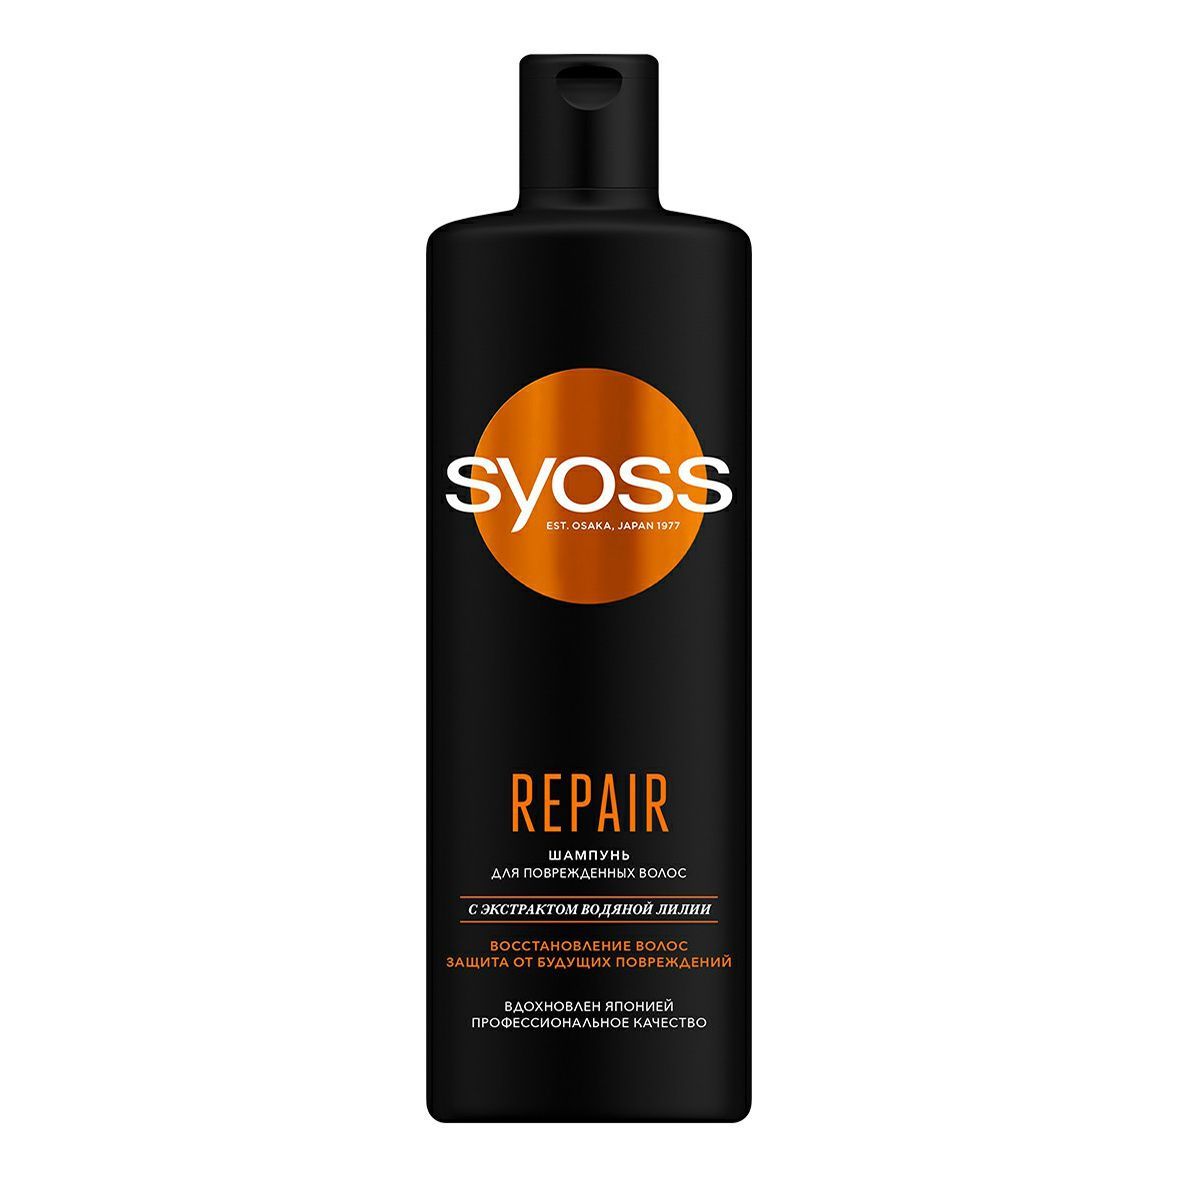 syoss
EST. OSAKA, JAPAN 1977
REPAIR
ШАМПУНЬ
ДЛЯ ПОВРЕЖДЕННЫХ ВОЛОС
С ЭКСТРАКТОМ ВОДЯНОЙ ЛИЛИИ
ВОССТАНОВЛЕНИЕ ВОЛОС
ЗАЩИТА ОТ БУДУЩИХ ПОВРЕЖДЕНИЙ
ВДОХНОВЛЕН ЯПОНИЕЙ
ПРОФЕССИОНАЛЬНОЕ КАЧЕСТВО